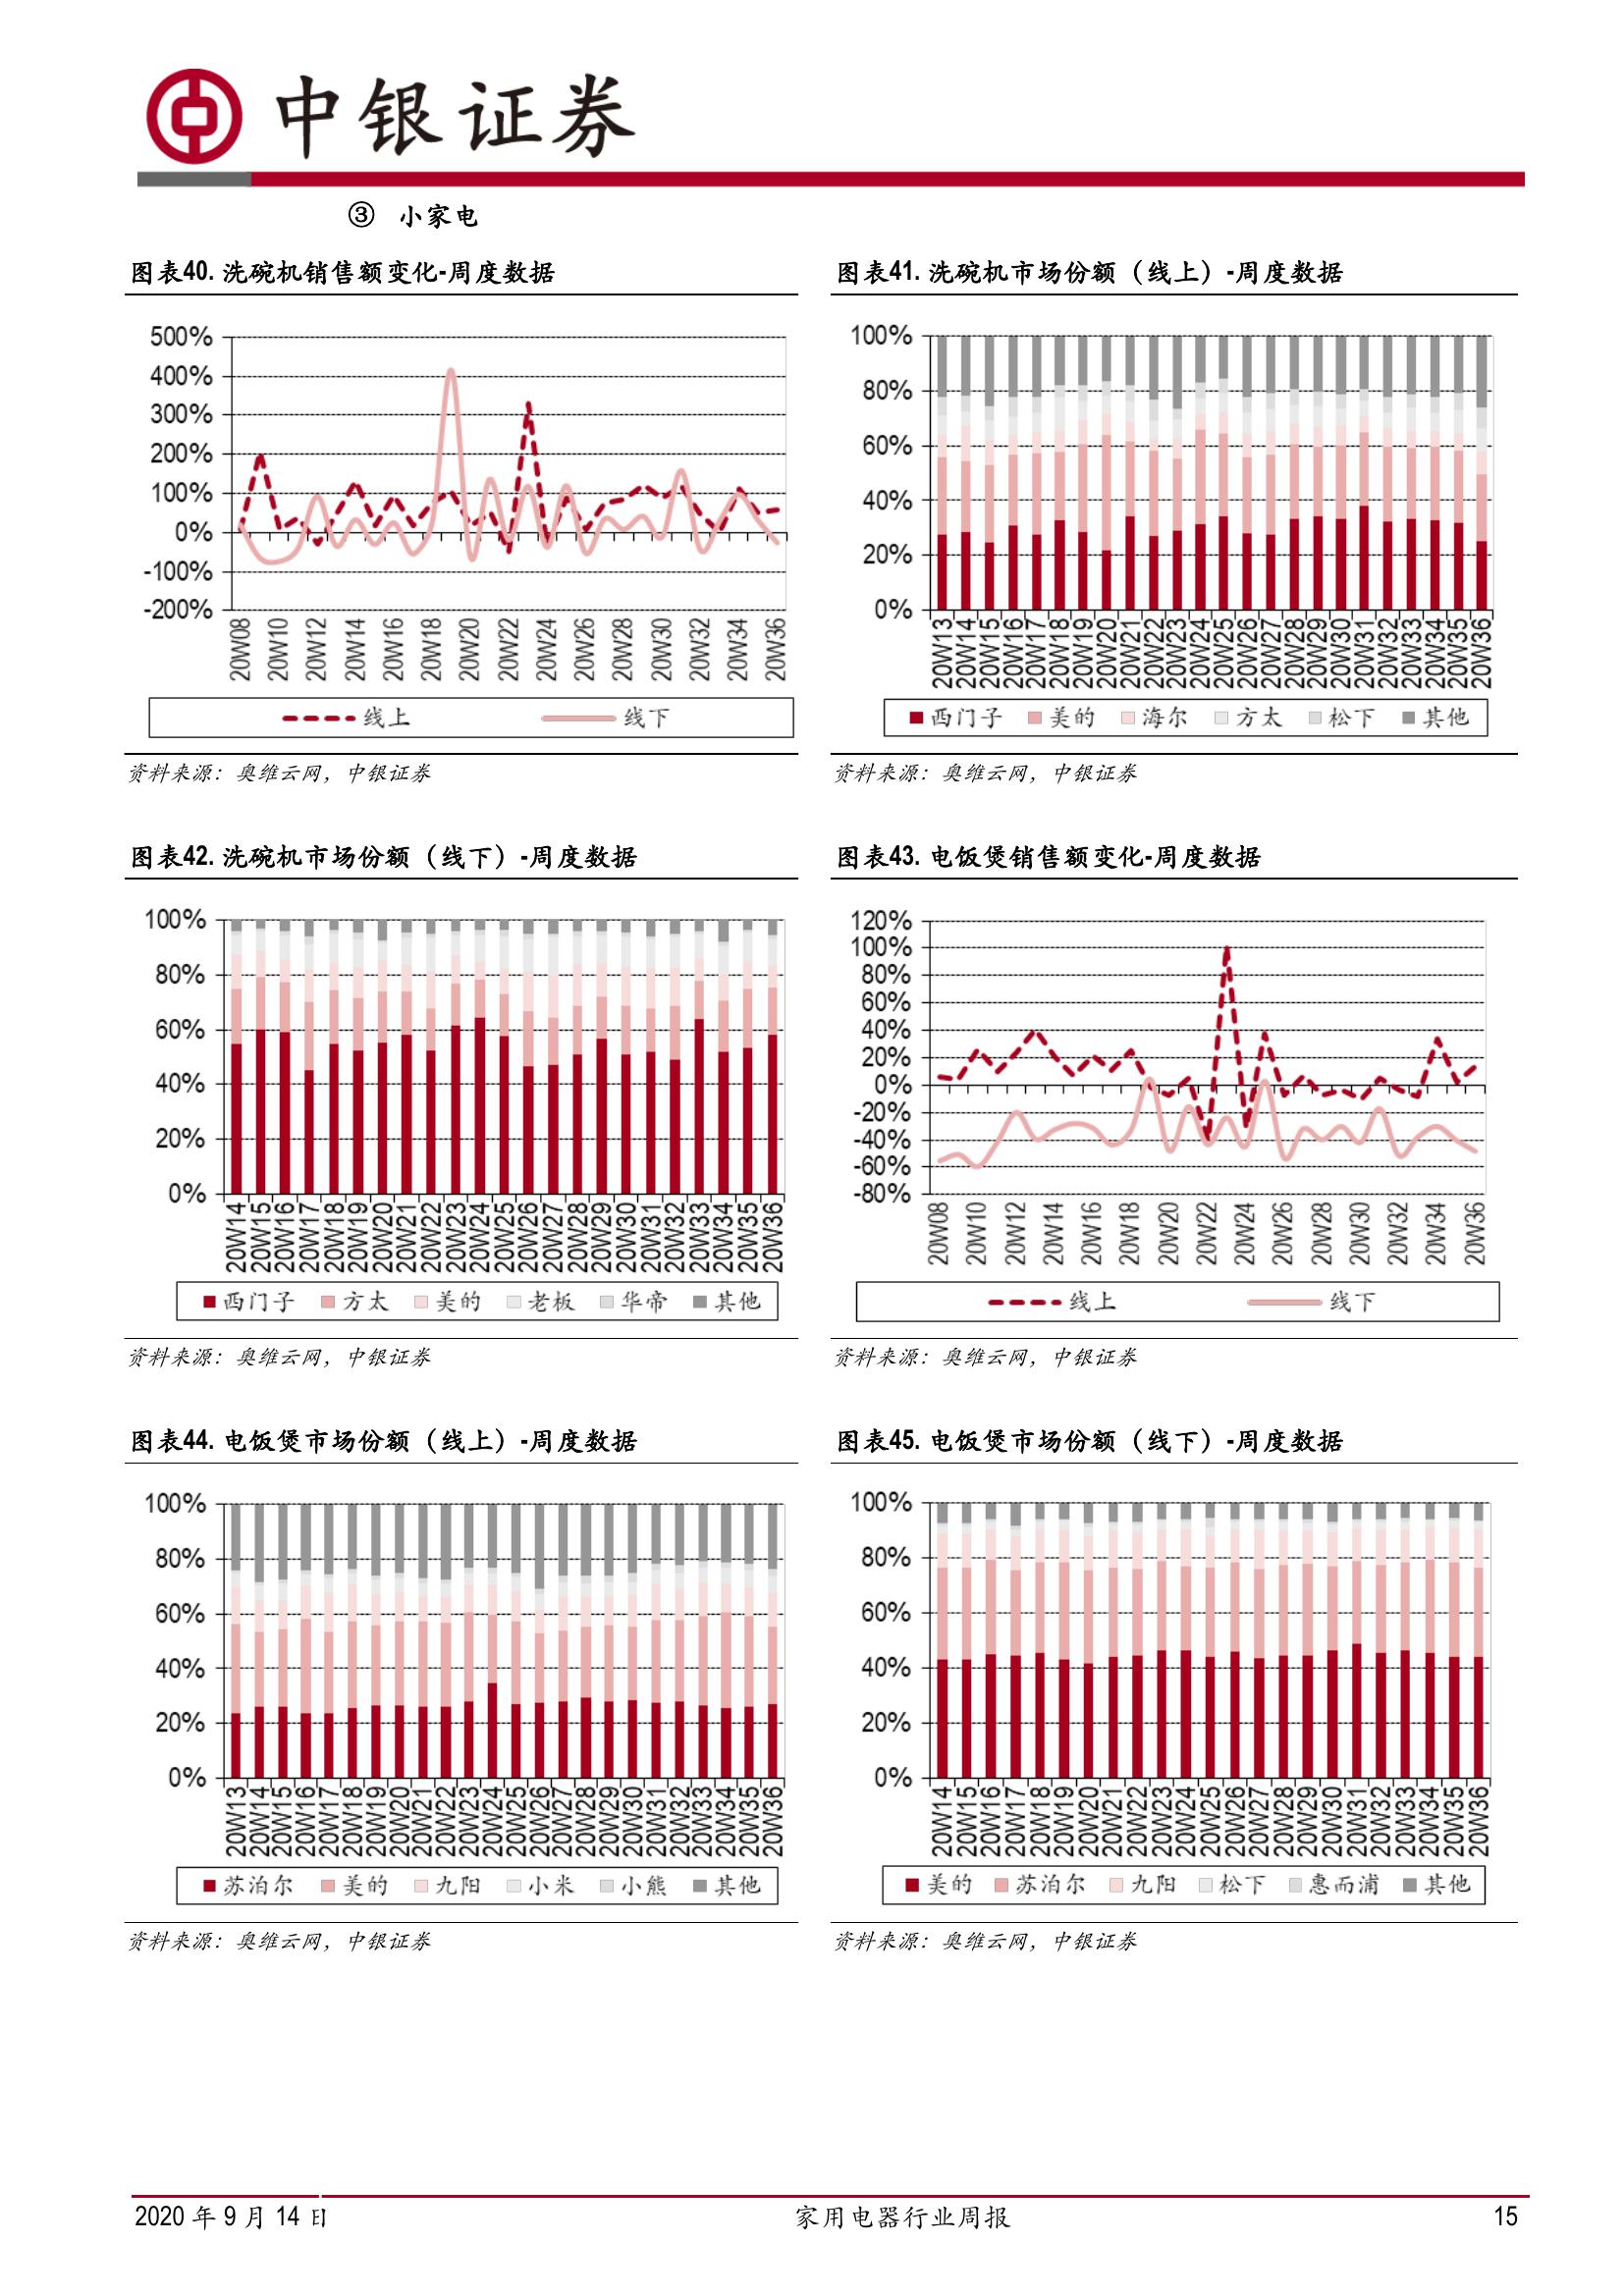 中银证券
③ 小家电
图表40. 洗碗机销售额变化-周度数据
500%
400%
300%
200%
100%
0%
-100%
-200%
20W08 20W10 20W12 20W14 20W16 20W18 20W20 20W22 20W24 20W26 20W28 20W30 20W32 20W34 20W36
线上 线下
资料来源：奥维云网，中银证券
图表41. 洗碗机市场份额（线上）-周度数据
100%
80%
60%
40%
20%
0%
20W13 20W14 20W15 20W16 20W17 20W18 20W19 20W20 20W21 20W22 20W23 20W24 20W25 20W26 20W27 20W28 20W29 20W30 20W31 20W32 20W33 20W34 20W35 20W36
西门子 美的 海尔 方太 松下 其他
资料来源：奥维云网，中银证券
图表42. 洗碗机市场份额（线下）-周度数据
100%
80%
60%
40%
20%
0%
20W14 20W15 20W16 20W17 20W18 20W19 20W20 20W21 20W22 20W23 20W24 20W25 20W26 20W27 20W28 20W29 20W30 20W31 20W32 20W33 20W34 20W35 20W36
西门子 方太 美的 老板 华帝 其他
资料来源：奥维云网，中银证券
图表43. 电饭煲销售额变化-周度数据
120%
100%
80%
60%
40%
20%
0%
-20%
-40%
-60%
-80%
20W08 20W10 20W12 20W14 20W16 20W18 20W20 20W22 20W24 20W26 20W28 20W30 20W32 20W34 20W36
线上 线下
资料来源：奥维云网，中银证券
图表44. 电饭煲市场份额（线上）-周度数据
100%
80%
60%
40%
20%
0%
20W13 20W14 20W15 20W16 20W17 20W18 20W19 20W20 20W21 20W22 20W23 20W24 20W25 20W26 20W27 20W28 20W29 20W30 20W31 20W32 20W33 20W34 20W35 20W36
苏泊尔 美的 九阳 小米 小熊 其他
资料来源：奥维云网，中银证券
图表45. 电饭煲市场份额（线下）-周度数据
100%
80%
60%
40%
20%
0%
20W14 20W15 20W16 20W17 20W18 20W19 20W20 20W21 20W22 20W23 20W24 20W25 20W26 20W27 20W28 20W29 20W30 20W31 20W32 20W33 20W34 20W35 20W36
美的 苏泊尔 九阳 松下 惠而浦 其他
资料来源：奥维云网，中银证券
2020 年 9 月 14 日 家用电器行业周报 15